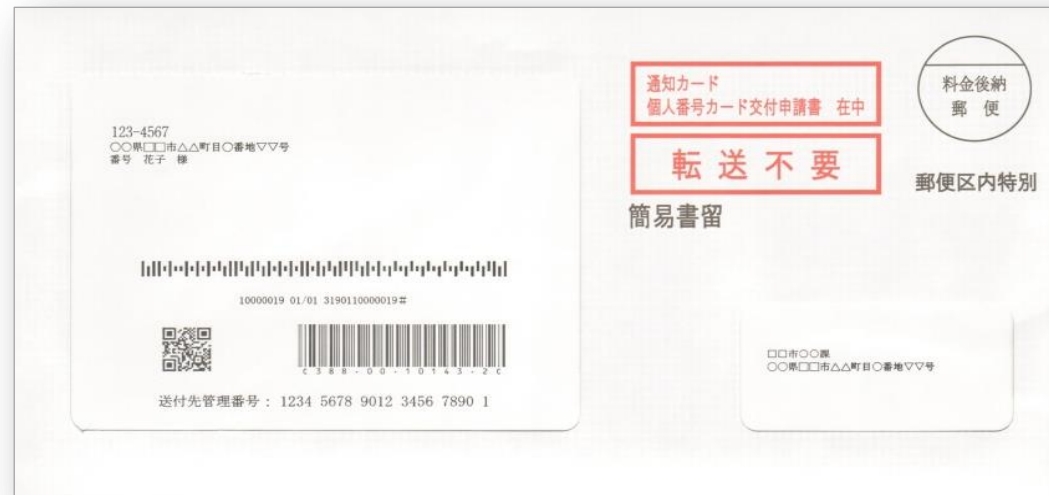 123-4567
○○県□□市△△町目○番地▽▽号
番号 花子 様
10000019 01/01 3190110000019#
C388-00-10143-2C
送付先管理番号： 1234 5678 9012 3456 7890 1
通知カード
個人番号カード交付申請書 在中
転送不要
簡易書留
料金後納
郵便
郵便区内特別
□□市○○課
○○県□□市△△町目○番地▽▽号